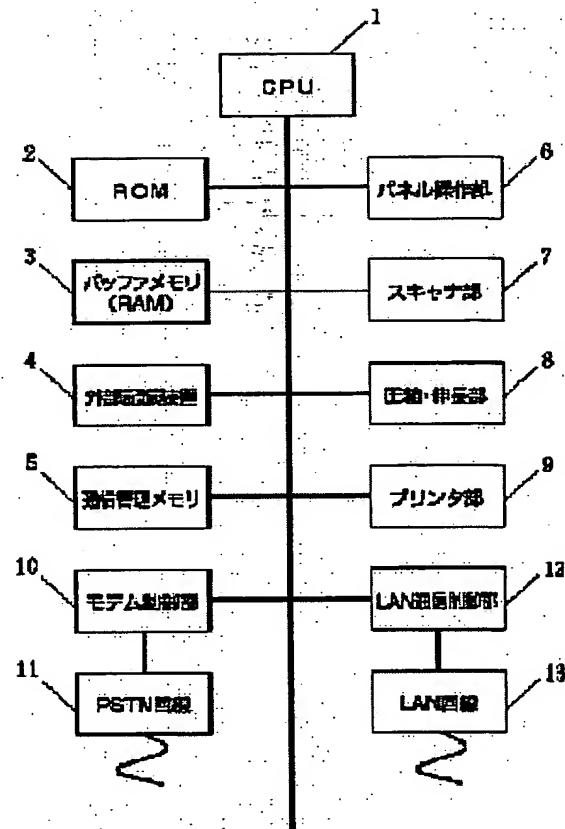 1
CPU
2
ROM
6
パネル操作部
3
バッファメモリ
(RAM)
7
スキャナ部
4
外部記憶装置
8
圧縮・伸長部
5
通信管理メモリ
9
プリンタ部
10
モデム制御部
12
LAN通信制御部
11
PSTN回線
13
LAN回線